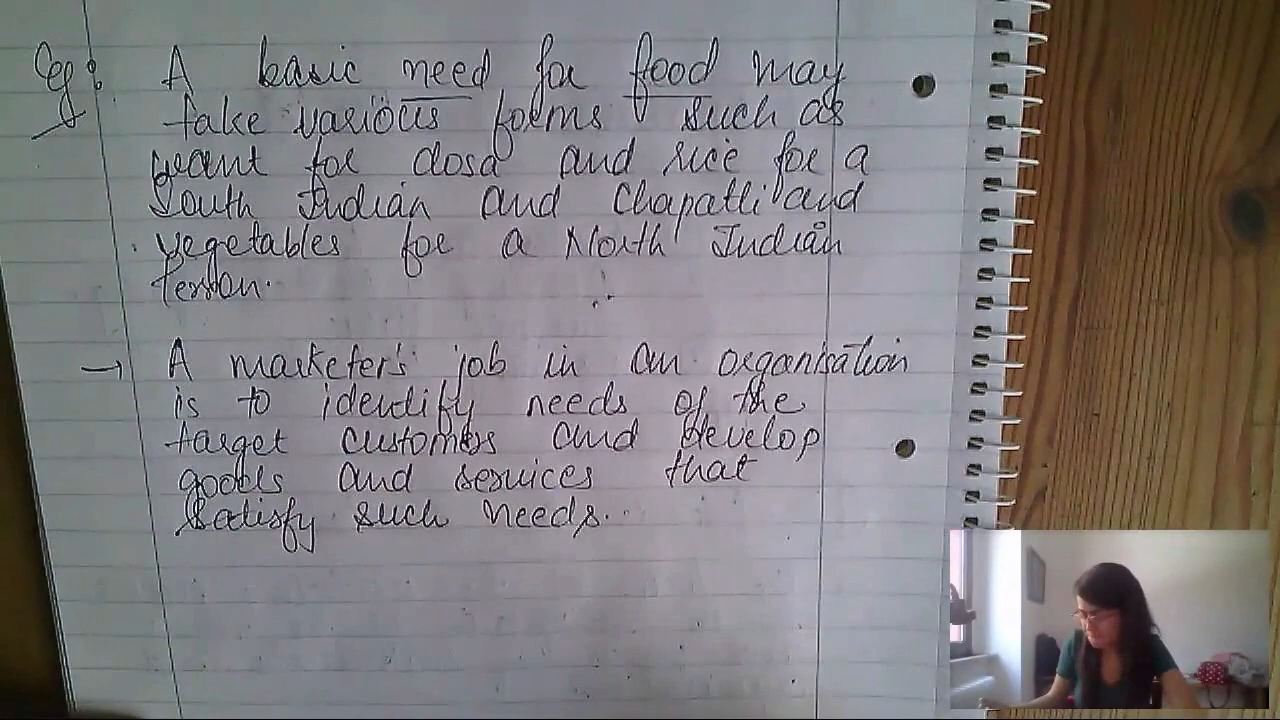 Eg:
A basic need for food may
take various forms such as
want for dosa and rice for a
South Indian and Chapatti and
vegetables for a North Indian
Person.
→ A marketer's job in an organisation
is to identify needs of the
target customers and develop
goods and services that
satisfy such needs.